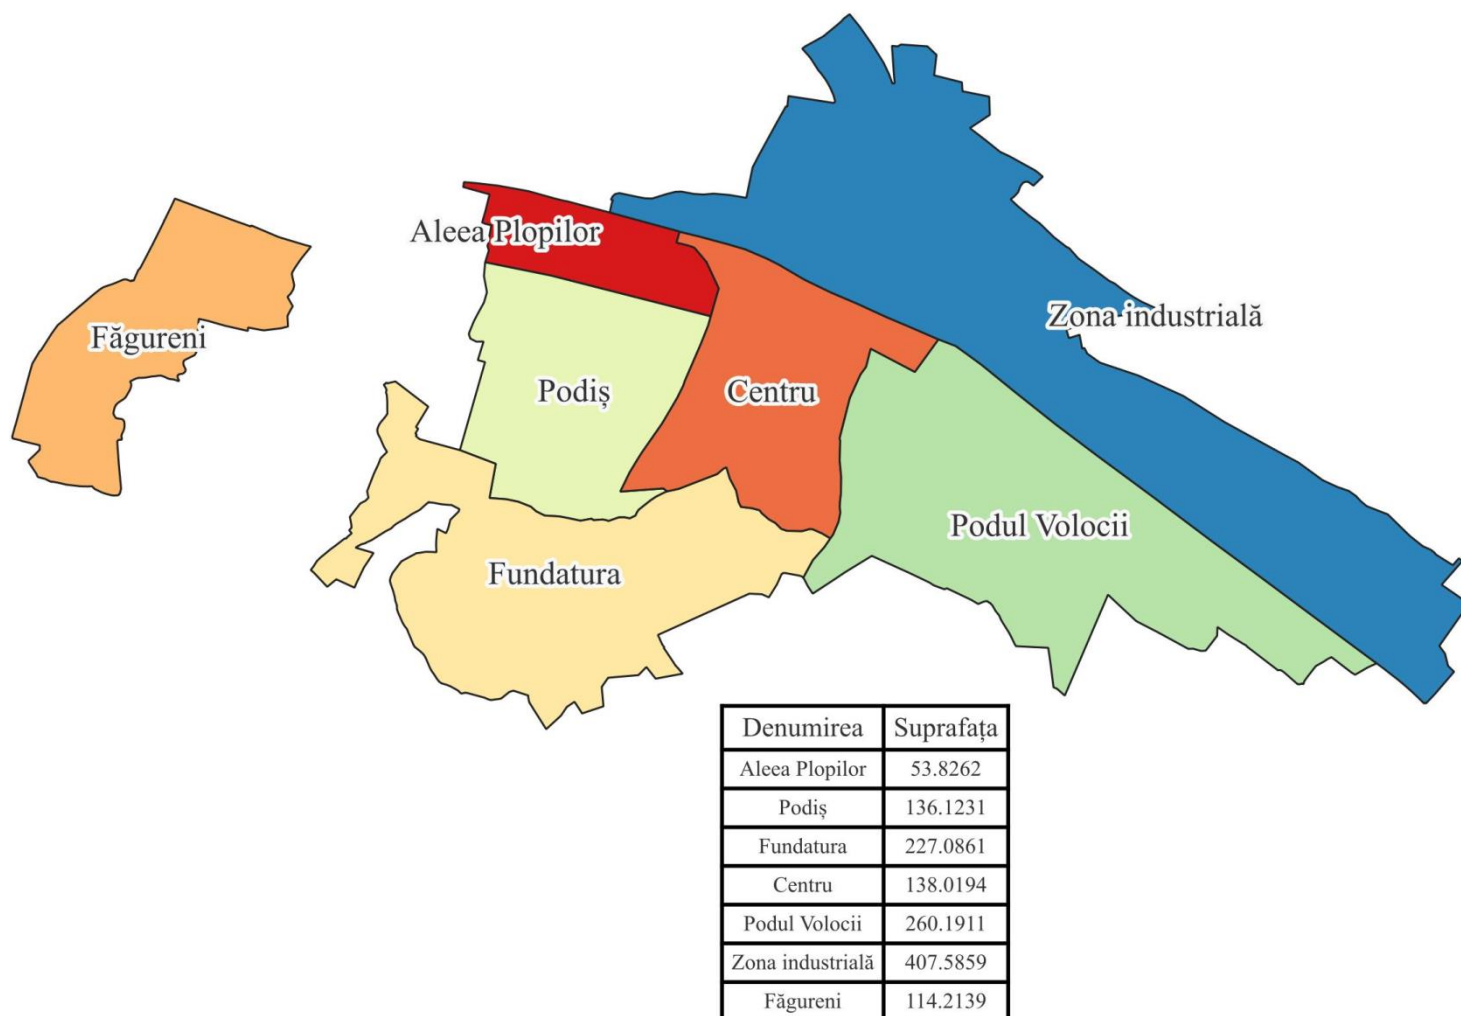 Aleea Plopilor
Zona industrială
Făgureni
Podiș
Centru
Podul Volocii
Fundatura
Denumirea Suprafața
Aleea Plopilor 53.8262
Podiș 136.1231
Fundatura 227.0861
Centru 138.0194
Podul Volocii 260.1911
Zona industrială 407.5859
Făgureni 114.2139